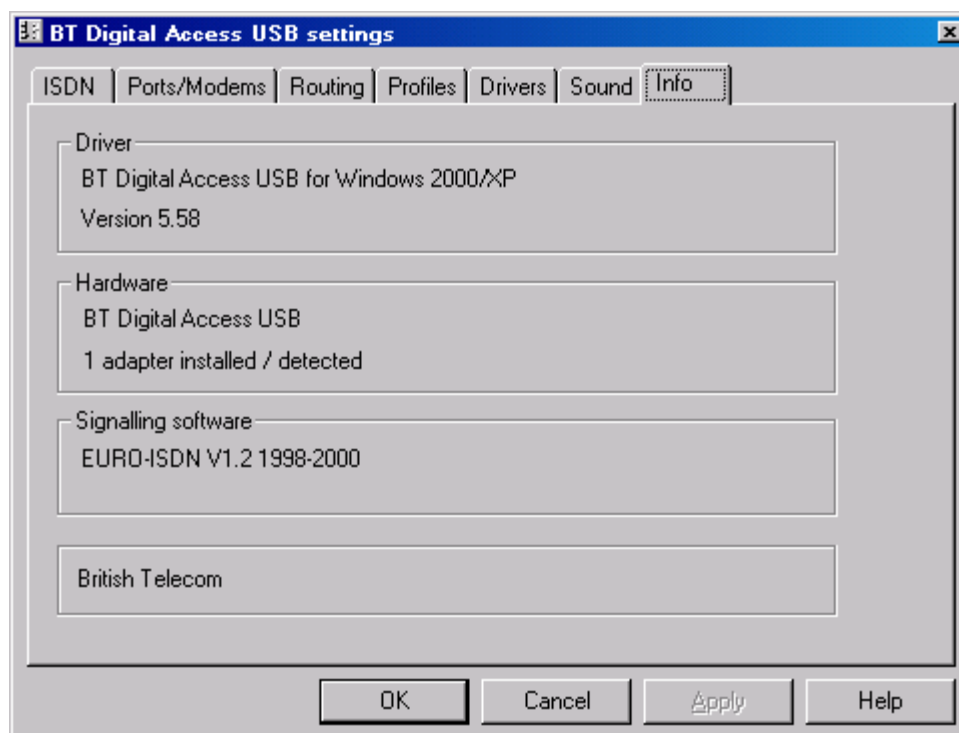 BT Digital Access USB settings
ISDN Ports/Modems Routing Profiles Drivers Sound Info
Driver
BT Digital Access USB for Windows 2000/XP
Version 5.58
Hardware
BT Digital Access USB
1 adapter installed / detected
Signalling software
EURO-ISDN V1.2 1998-2000
British Telecom
OK Cancel Apply Help